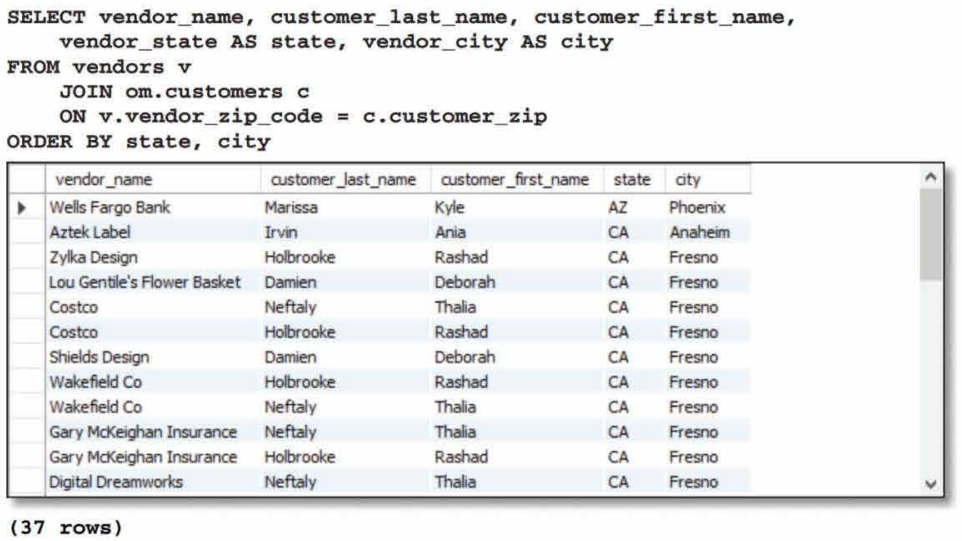 SELECT vendor_name, customer_last_name, customer_first_name,
    vendor_state AS state, vendor_city AS city
FROM vendors v
    JOIN om.customers c
    ON v.vendor_zip_code = c.customer_zip
ORDER BY state, city
vendor_name customer_last_name customer_first_name state city
Wells Fargo Bank Marissa Kyle AZ Phoenix
Aztek Label Irvin Ania CA Anaheim
Zylka Design Holbrooke Rashad CA Fresno
Lou Gentile's Flower Basket Damien Deborah CA Fresno
Costco Neftaly Thalia CA Fresno
Costco Holbrooke Rashad CA Fresno
Shields Design Damien Deborah CA Fresno
Wakefield Co Holbrooke Rashad CA Fresno
Wakefield Co Neftaly Thalia CA Fresno
Gary McKeighan Insurance Neftaly Thalia CA Fresno
Gary McKeighan Insurance Holbrooke Rashad CA Fresno
Digital Dreamworks Neftaly Thalia CA Fresno
(37 rows)